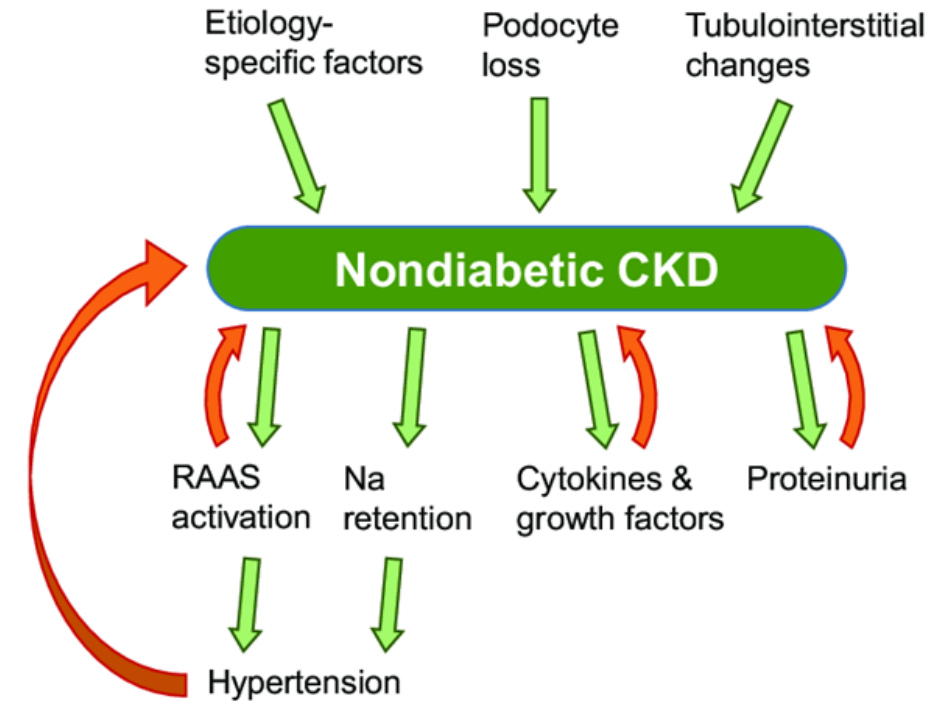 Etiology-
specific factors
Podocyte
loss
Tubulointerstitial
changes
Nondiabetic CKD
RAAS
activation
Na
retention
Cytokines &
growth factors
Proteinuria
Hypertension